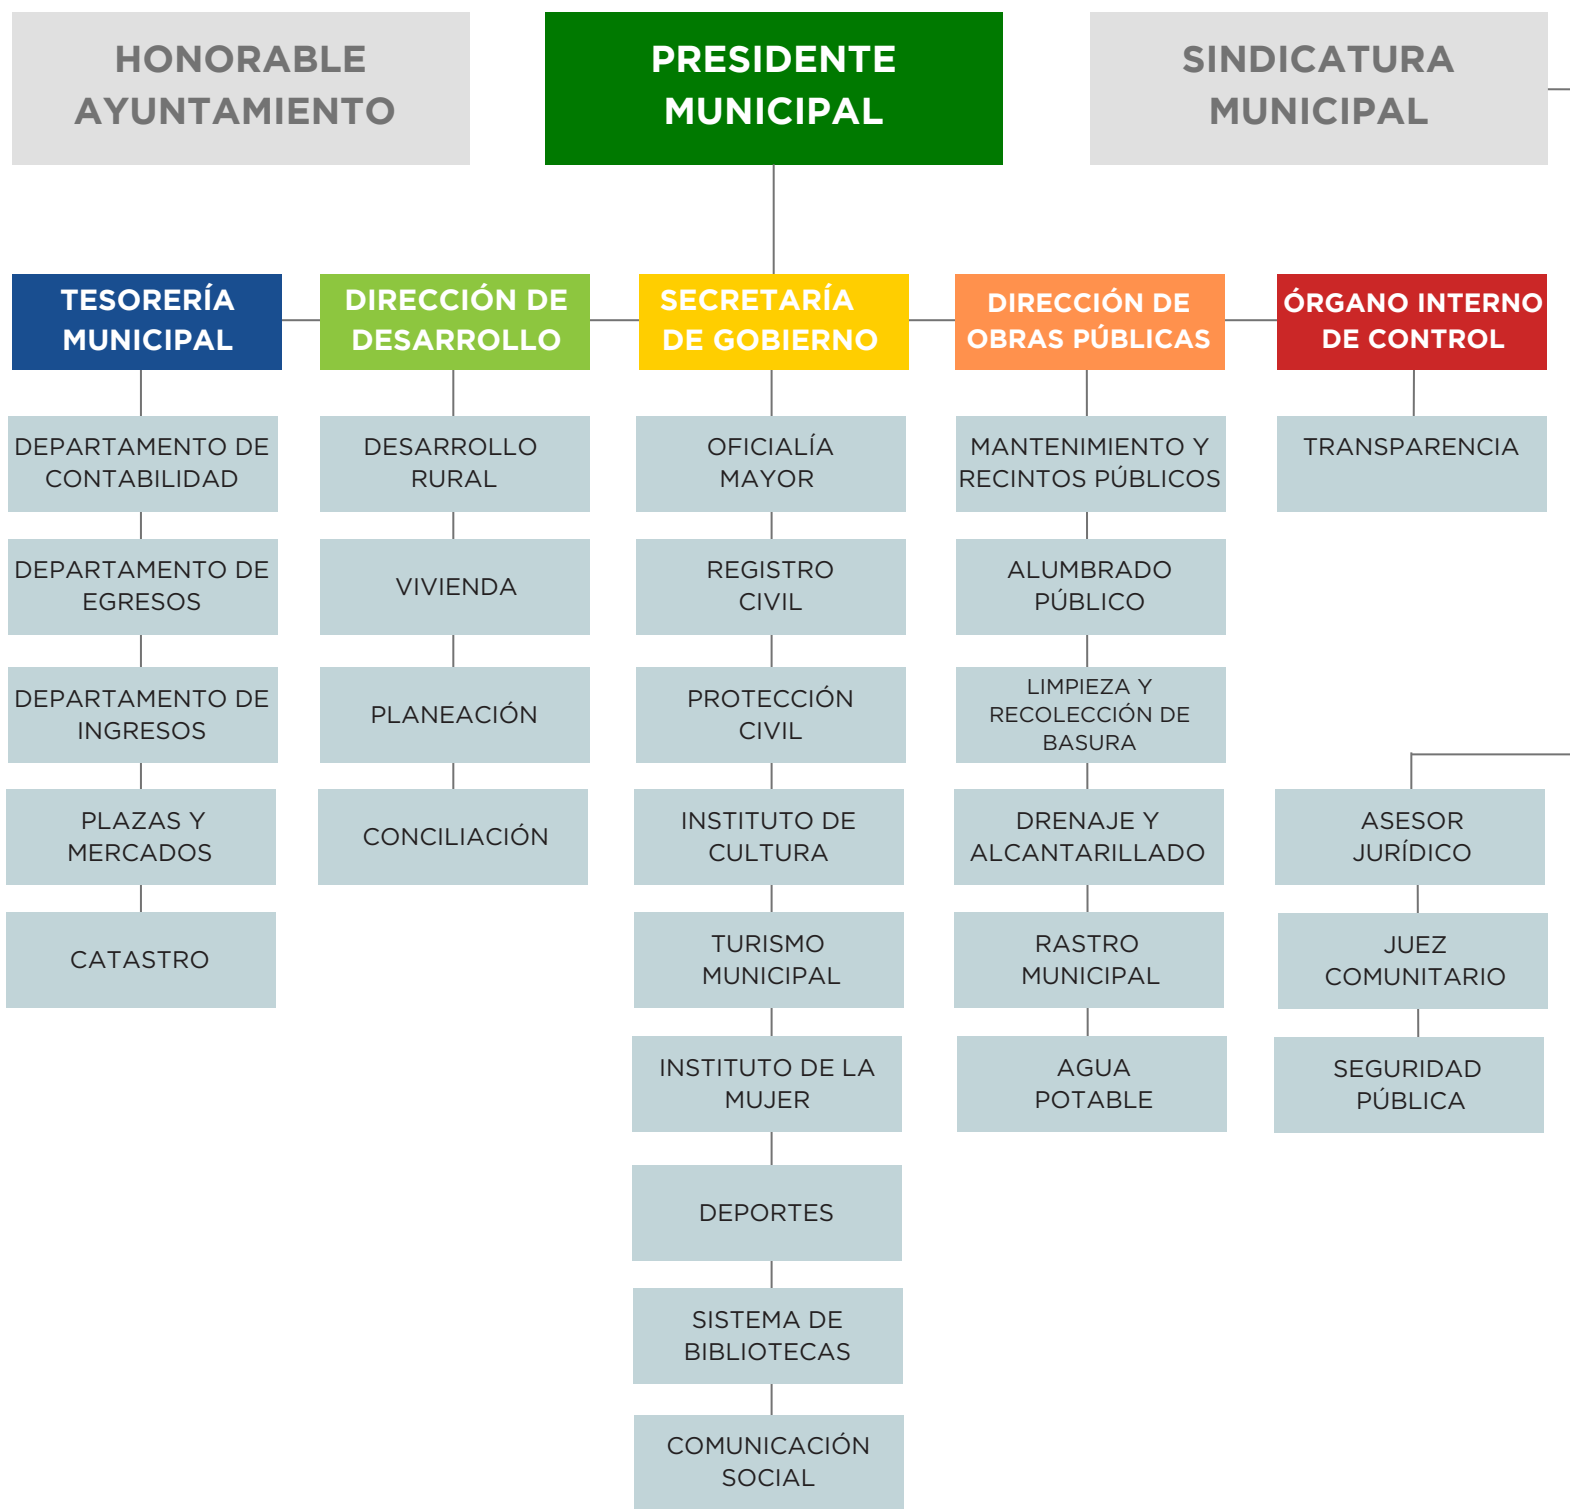 HONORABLE
AYUNTAMIENTO
PRESIDENTE
MUNICIPAL
SINDICATURA
MUNICIPAL
TESORERÍA
MUNICIPAL
DIRECCIÓN DE
DESARROLLO
SECRETARÍA
DE GOBIERNO
DIRECCIÓN DE
OBRAS PÚBLICAS
ÓRGANO INTERNO
DE CONTROL
DEPARTAMENTO DE
CONTABILIDAD
DEPARTAMENTO DE
EGRESOS
DEPARTAMENTO DE
INGRESOS
PLAZAS Y
MERCADOS
CATASTRO
DESARROLLO
RURAL
VIVIENDA
PLANEACIÓN
CONCILIACIÓN
OFICIALÍA
MAYOR
REGISTRO
CIVIL
PROTECCIÓN
CIVIL
INSTITUTO DE
CULTURA
TURISMO
MUNICIPAL
INSTITUTO DE LA
MUJER
DEPORTES
SISTEMA DE
BIBLIOTECAS
COMUNICACIÓN
SOCIAL
MANTENIMIENTO Y
RECINTOS PÚBLICOS
ALUMBRADO
PÚBLICO
LIMPIEZA Y
RECOLECCIÓN DE
BASURA
DRENAJE Y
ALCANTARILLADO
RASTRO
MUNICIPAL
AGUA
POTABLE
TRANSPARENCIA
ASESOR
JURÍDICO
JUEZ
COMUNITARIO
SEGURIDAD
PÚBLICA